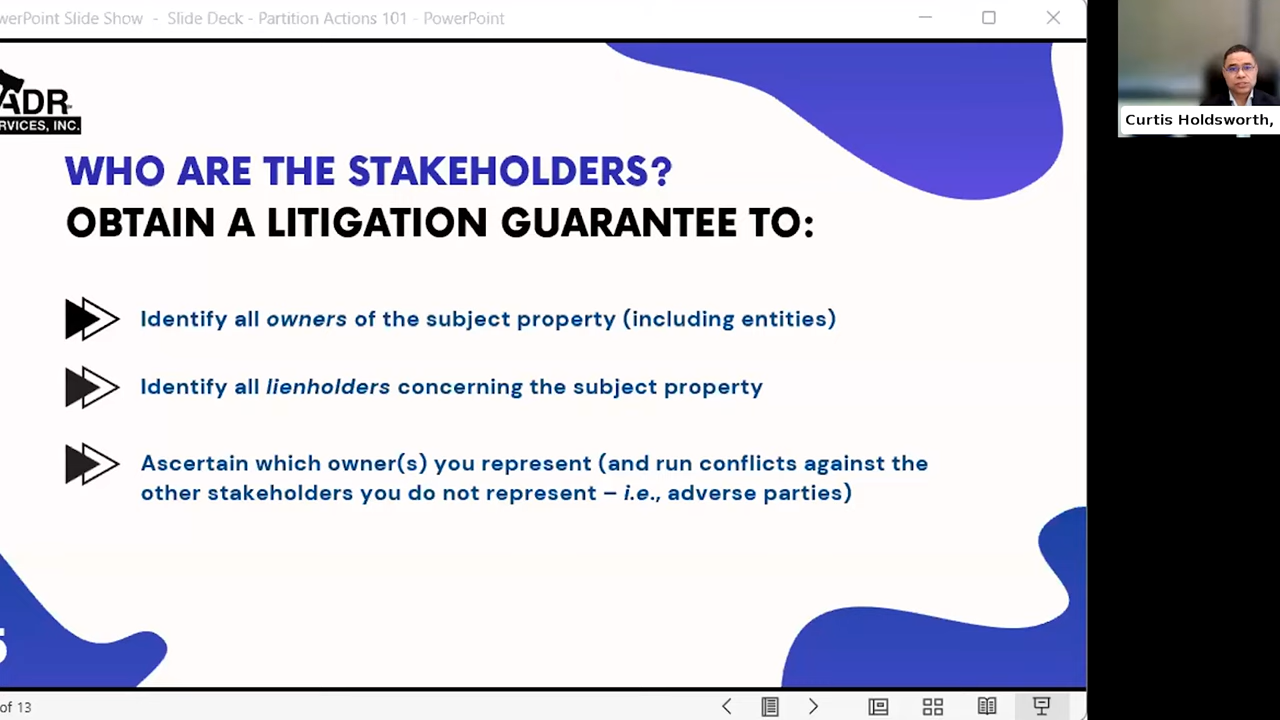 werPoint Slide Show - Slide Deck - Partition Actions 101 - PowerPoint
Curtis Holdsworth,
ADR
RVICES, INC.
WHO ARE THE STAKEHOLDERS?
OBTAIN A LITIGATION GUARANTEE TO:
Identify all owners of the subject property (including entities)
Identify all lienholders concerning the subject property
Ascertain which owner(s) you represent (and run conflicts against the
other stakeholders you do not represent – i.e., adverse parties)
5
of 13